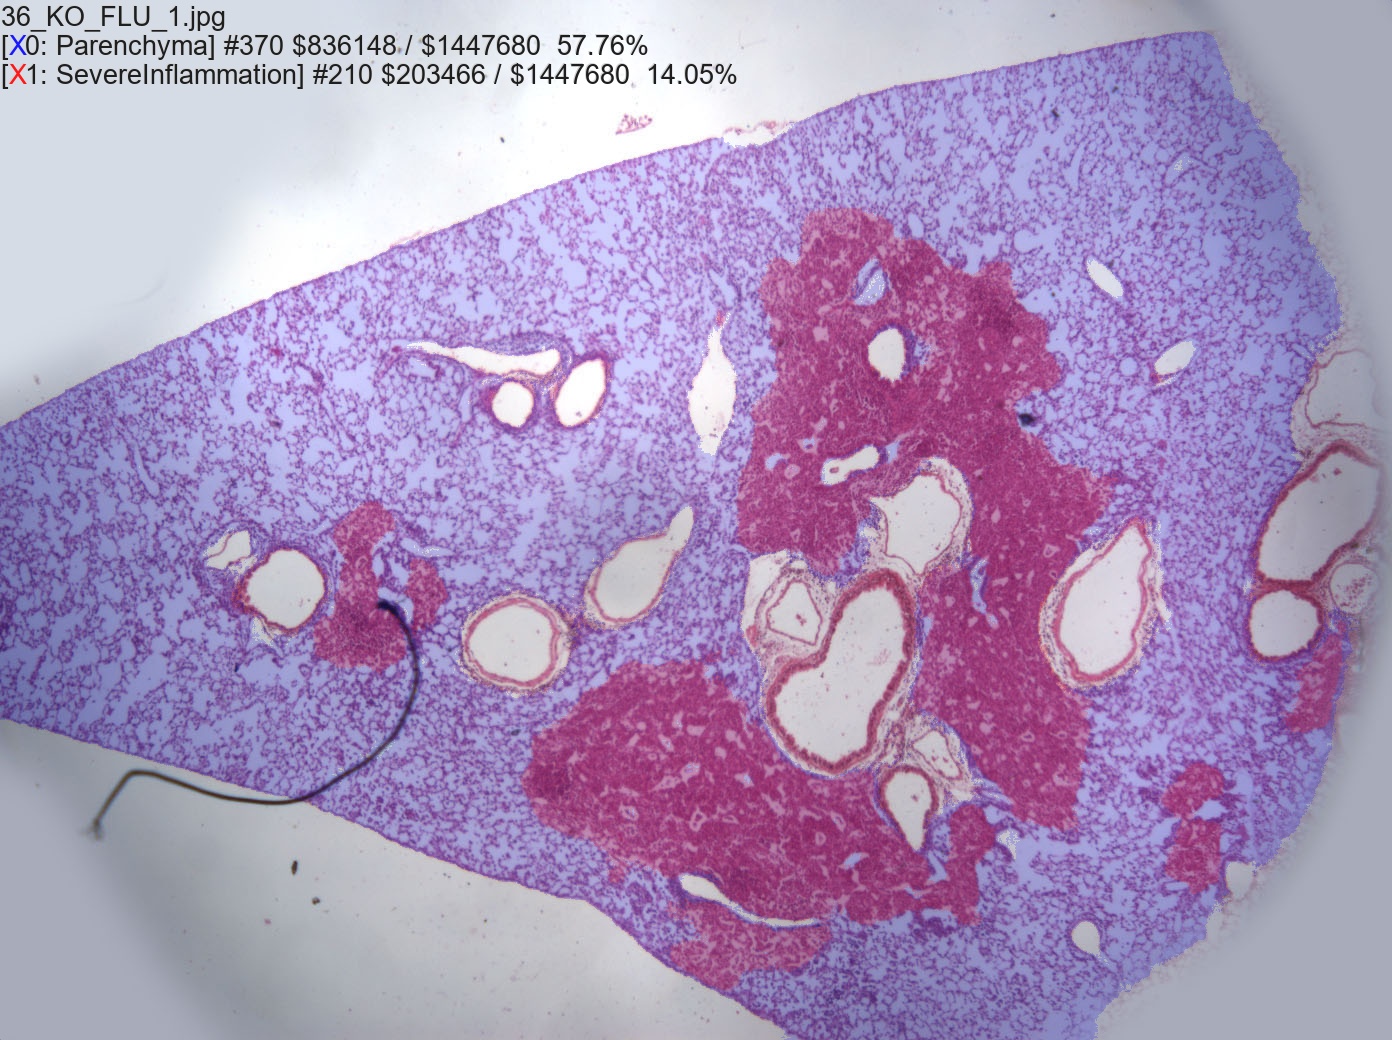 36_KO_FLU_1.jpg
[X0: Parenchyma] #370 $836148 / $1447680  57.76%
[X1: SevereInflammation] #210 $203466 / $1447680  14.05%